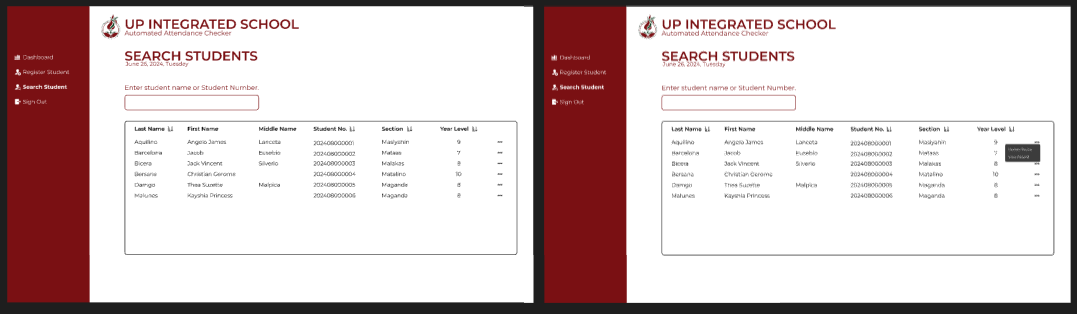 UP INTEGRATED SCHOOL
Automated Attendance Checker
Dashboard
Register Student
Search Student
Sign Out
SEARCH STUDENTS
June 26, 2024, Tuesday
Enter student name or Student Number.
Last Name First Name Middle Name Student No. Section Year Level
Aquilino Angelo James Lanceta 202408000001 Masiyahin 9
Barcelona Jacob Eusebio 202408000002 Mataas 7
Bicera Jack Vincent Silverio 202408000003 Malakas 8
Bersana Christian Gerome 202408000004 Matalino 10
Damgo Thea Suzette Malpica 202408000005 Maganda 8
Malunes Kayshia Princess 202408000006 Maganda 8
UP INTEGRATED SCHOOL
Automated Attendance Checker
Dashboard
Register Student
Search Student
Sign Out
SEARCH STUDENTS
June 26, 2024, Tuesday
Enter student name or Student Number.
Last Name First Name Middle Name Student No. Section Year Level
Aquilino Angelo James Lanceta 202408000001 Masiyahin 9
Barcelona Jacob Eusebio 202408000002 Mataas 7
Bicera Jack Vincent Silverio 202408000003 Malakas 8
Bersana Christian Gerome 202408000004 Matalino 10
Damgo Thea Suzette Malpica 202408000005 Maganda 8
Malunes Kayshia Princess 202408000006 Maganda 8